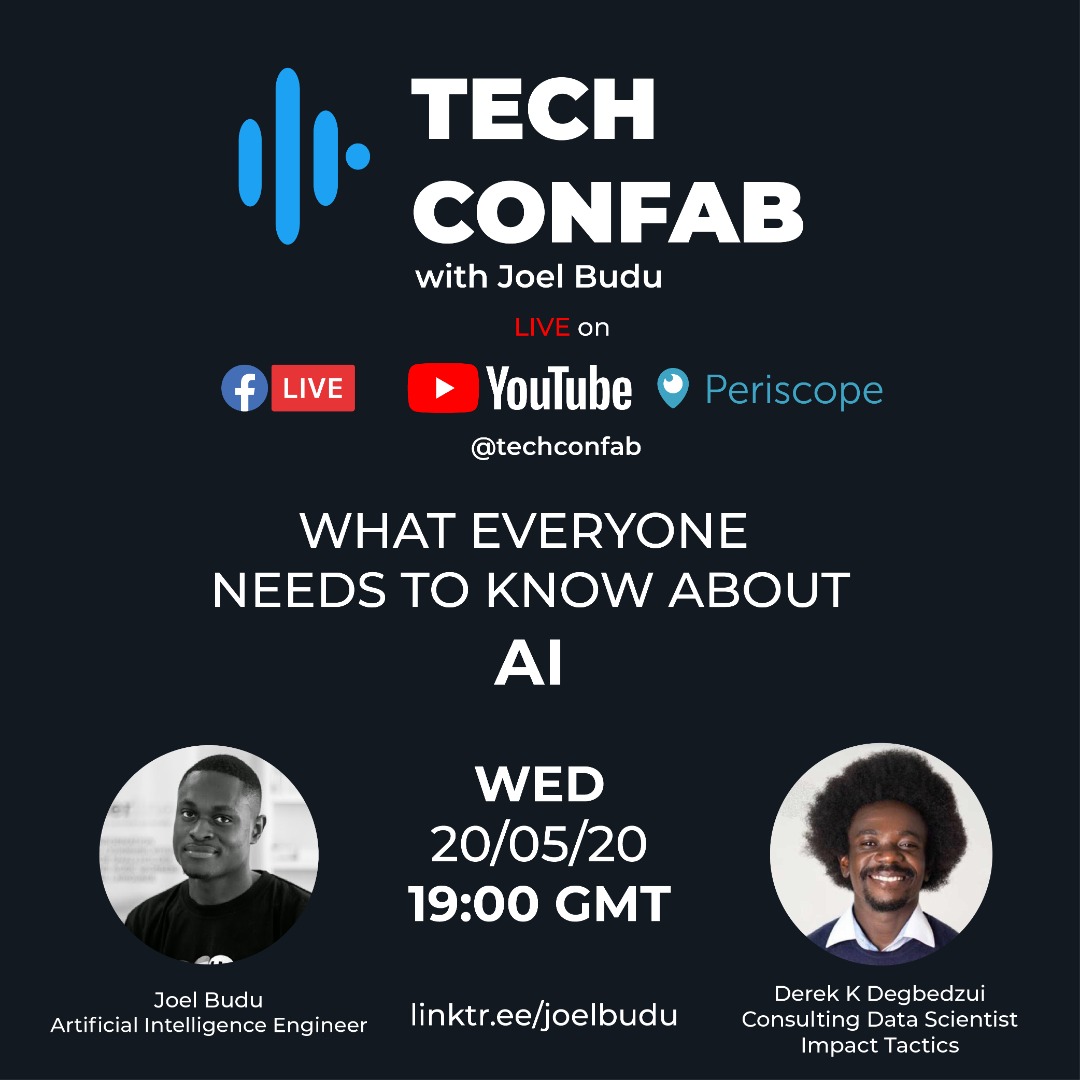 TECH
CONFAB
with Joel Budu
LIVE on
f LIVE
YouTube
Periscope
@techconfab
WHAT EVERYONE
NEEDS TO KNOW ABOUT
AI
WED
20/05/20
19:00 GMT
Joel Budu
Artificial Intelligence Engineer
linktr.ee/joelbudu
Derek K Degbedzui
Consulting Data Scientist
Impact Tactics